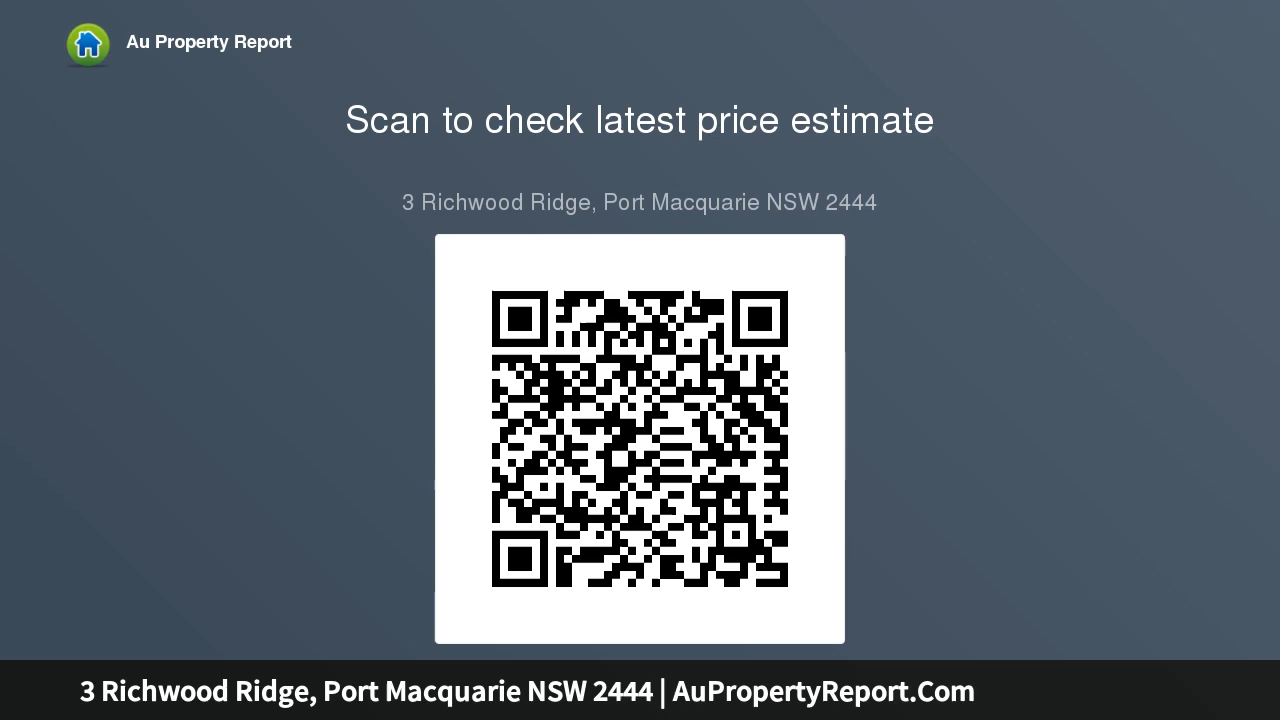 Au Property Report
Scan to check latest price estimate
3 Richwood Ridge, Port Macquarie NSW 2444
3 Richwood Ridge, Port Macquarie NSW 2444 | AuPropertyReport.Com